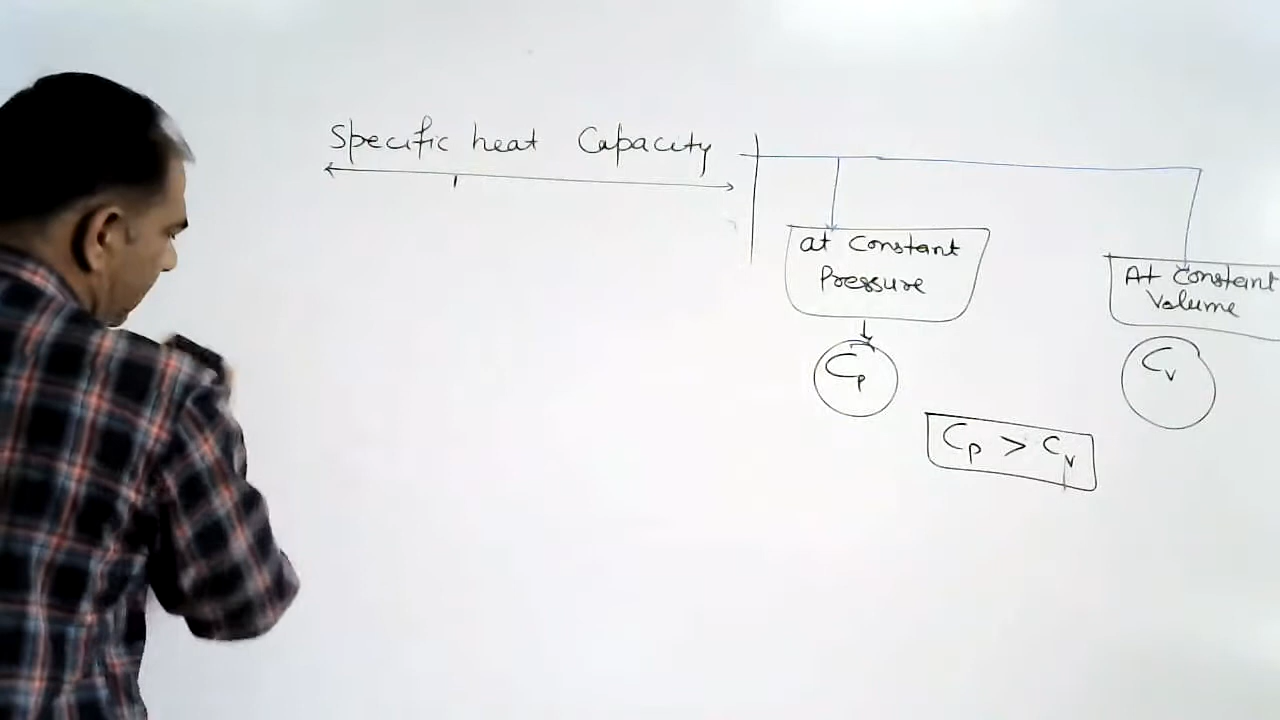 Specific heat Capacity
at Constant
Pressure
At Constant
Volume
Cp
Cv
Cp > Cv